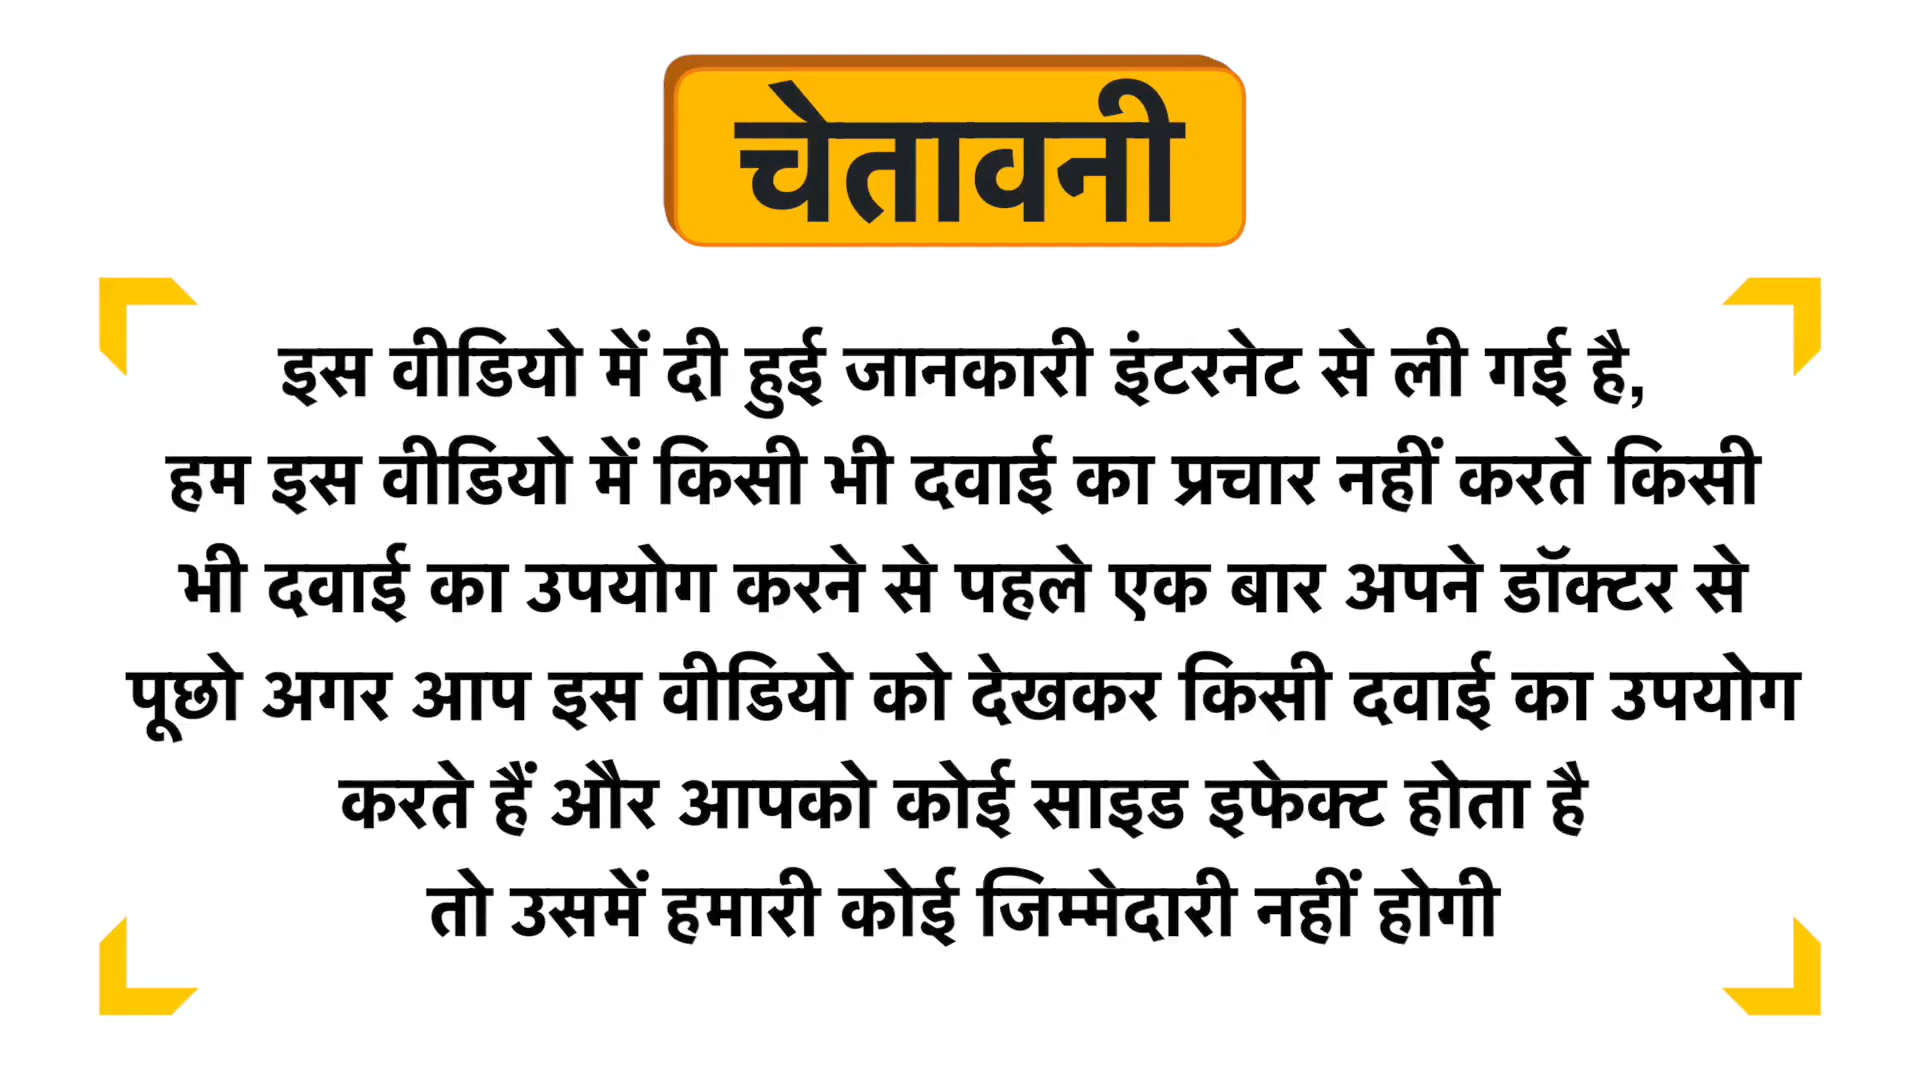 चेतावनी
इस वीडियो में दी हुई जानकारी इंटरनेट से ली गई है,
हम इस वीडियो में किसी भी दवाई का प्रचार नहीं करते किसी
भी दवाई का उपयोग करने से पहले एक बार अपने डॉक्टर से
पूछो अगर आप इस वीडियो को देखकर किसी दवाई का उपयोग
करते हैं और आपको कोई साइड इफेक्ट होता है
तो उसमें हमारी कोई जिम्मेदारी नहीं होगी